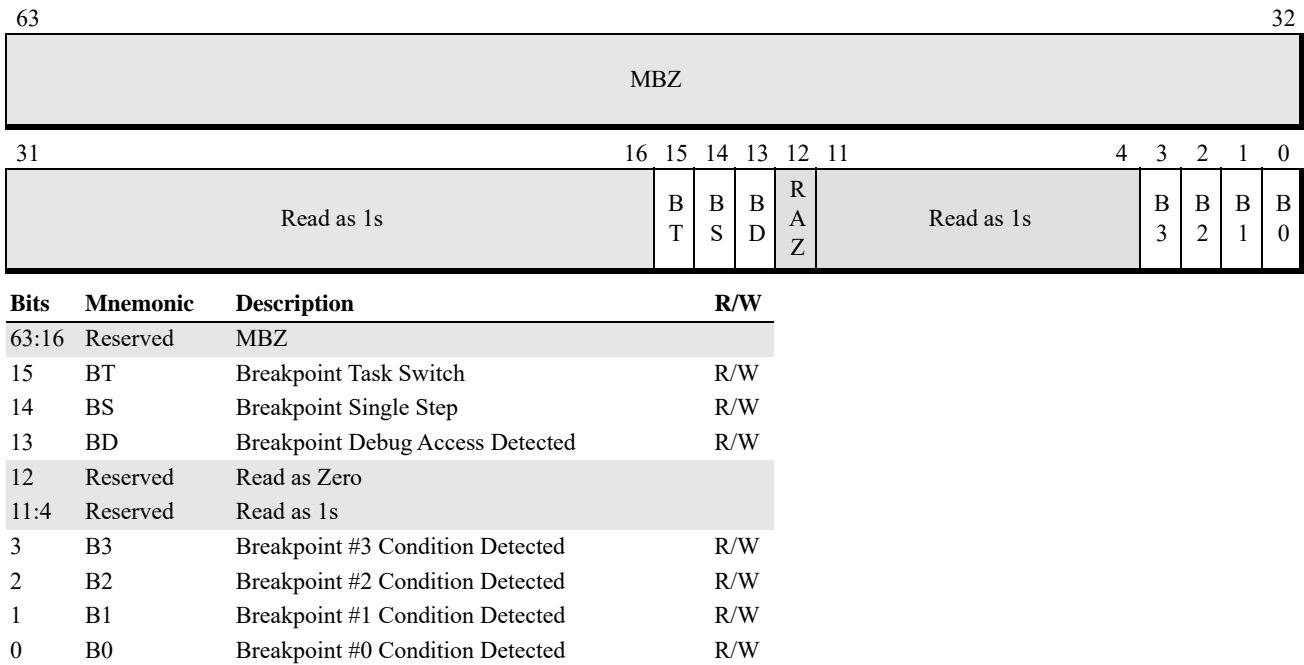 63 32
MBZ
31 16 15 14 13 12 11 4 3 2 1 0
Read as 1s B T B S B D R A Z Read as 1s B 3 B 2 B 1 B 0
Bits Mnemonic Description R/W
63:16 Reserved MBZ
15 BT Breakpoint Task Switch R/W
14 BS Breakpoint Single Step R/W
13 BD Breakpoint Debug Access Detected R/W
12 Reserved Read as Zero
11:4 Reserved Read as 1s
3 B3 Breakpoint #3 Condition Detected R/W
2 B2 Breakpoint #2 Condition Detected R/W
1 B1 Breakpoint #1 Condition Detected R/W
0 B0 Breakpoint #0 Condition Detected R/W